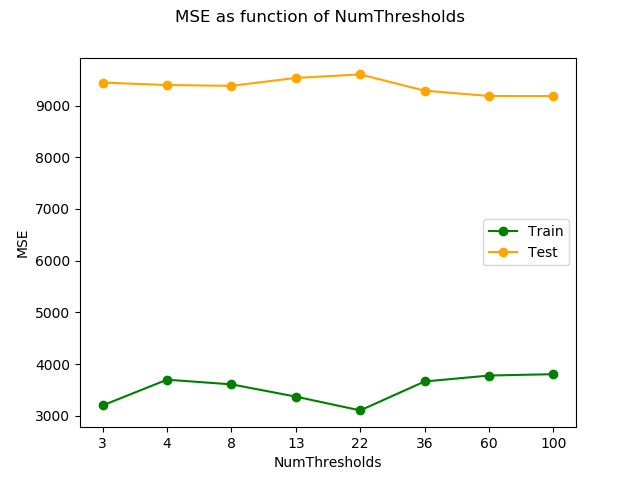 MSE as function of NumThresholds
9000
8000
7000
6000
5000
4000
3000
MSE
Train
Test
3 4 8 13 22 36 60 100
NumThresholds